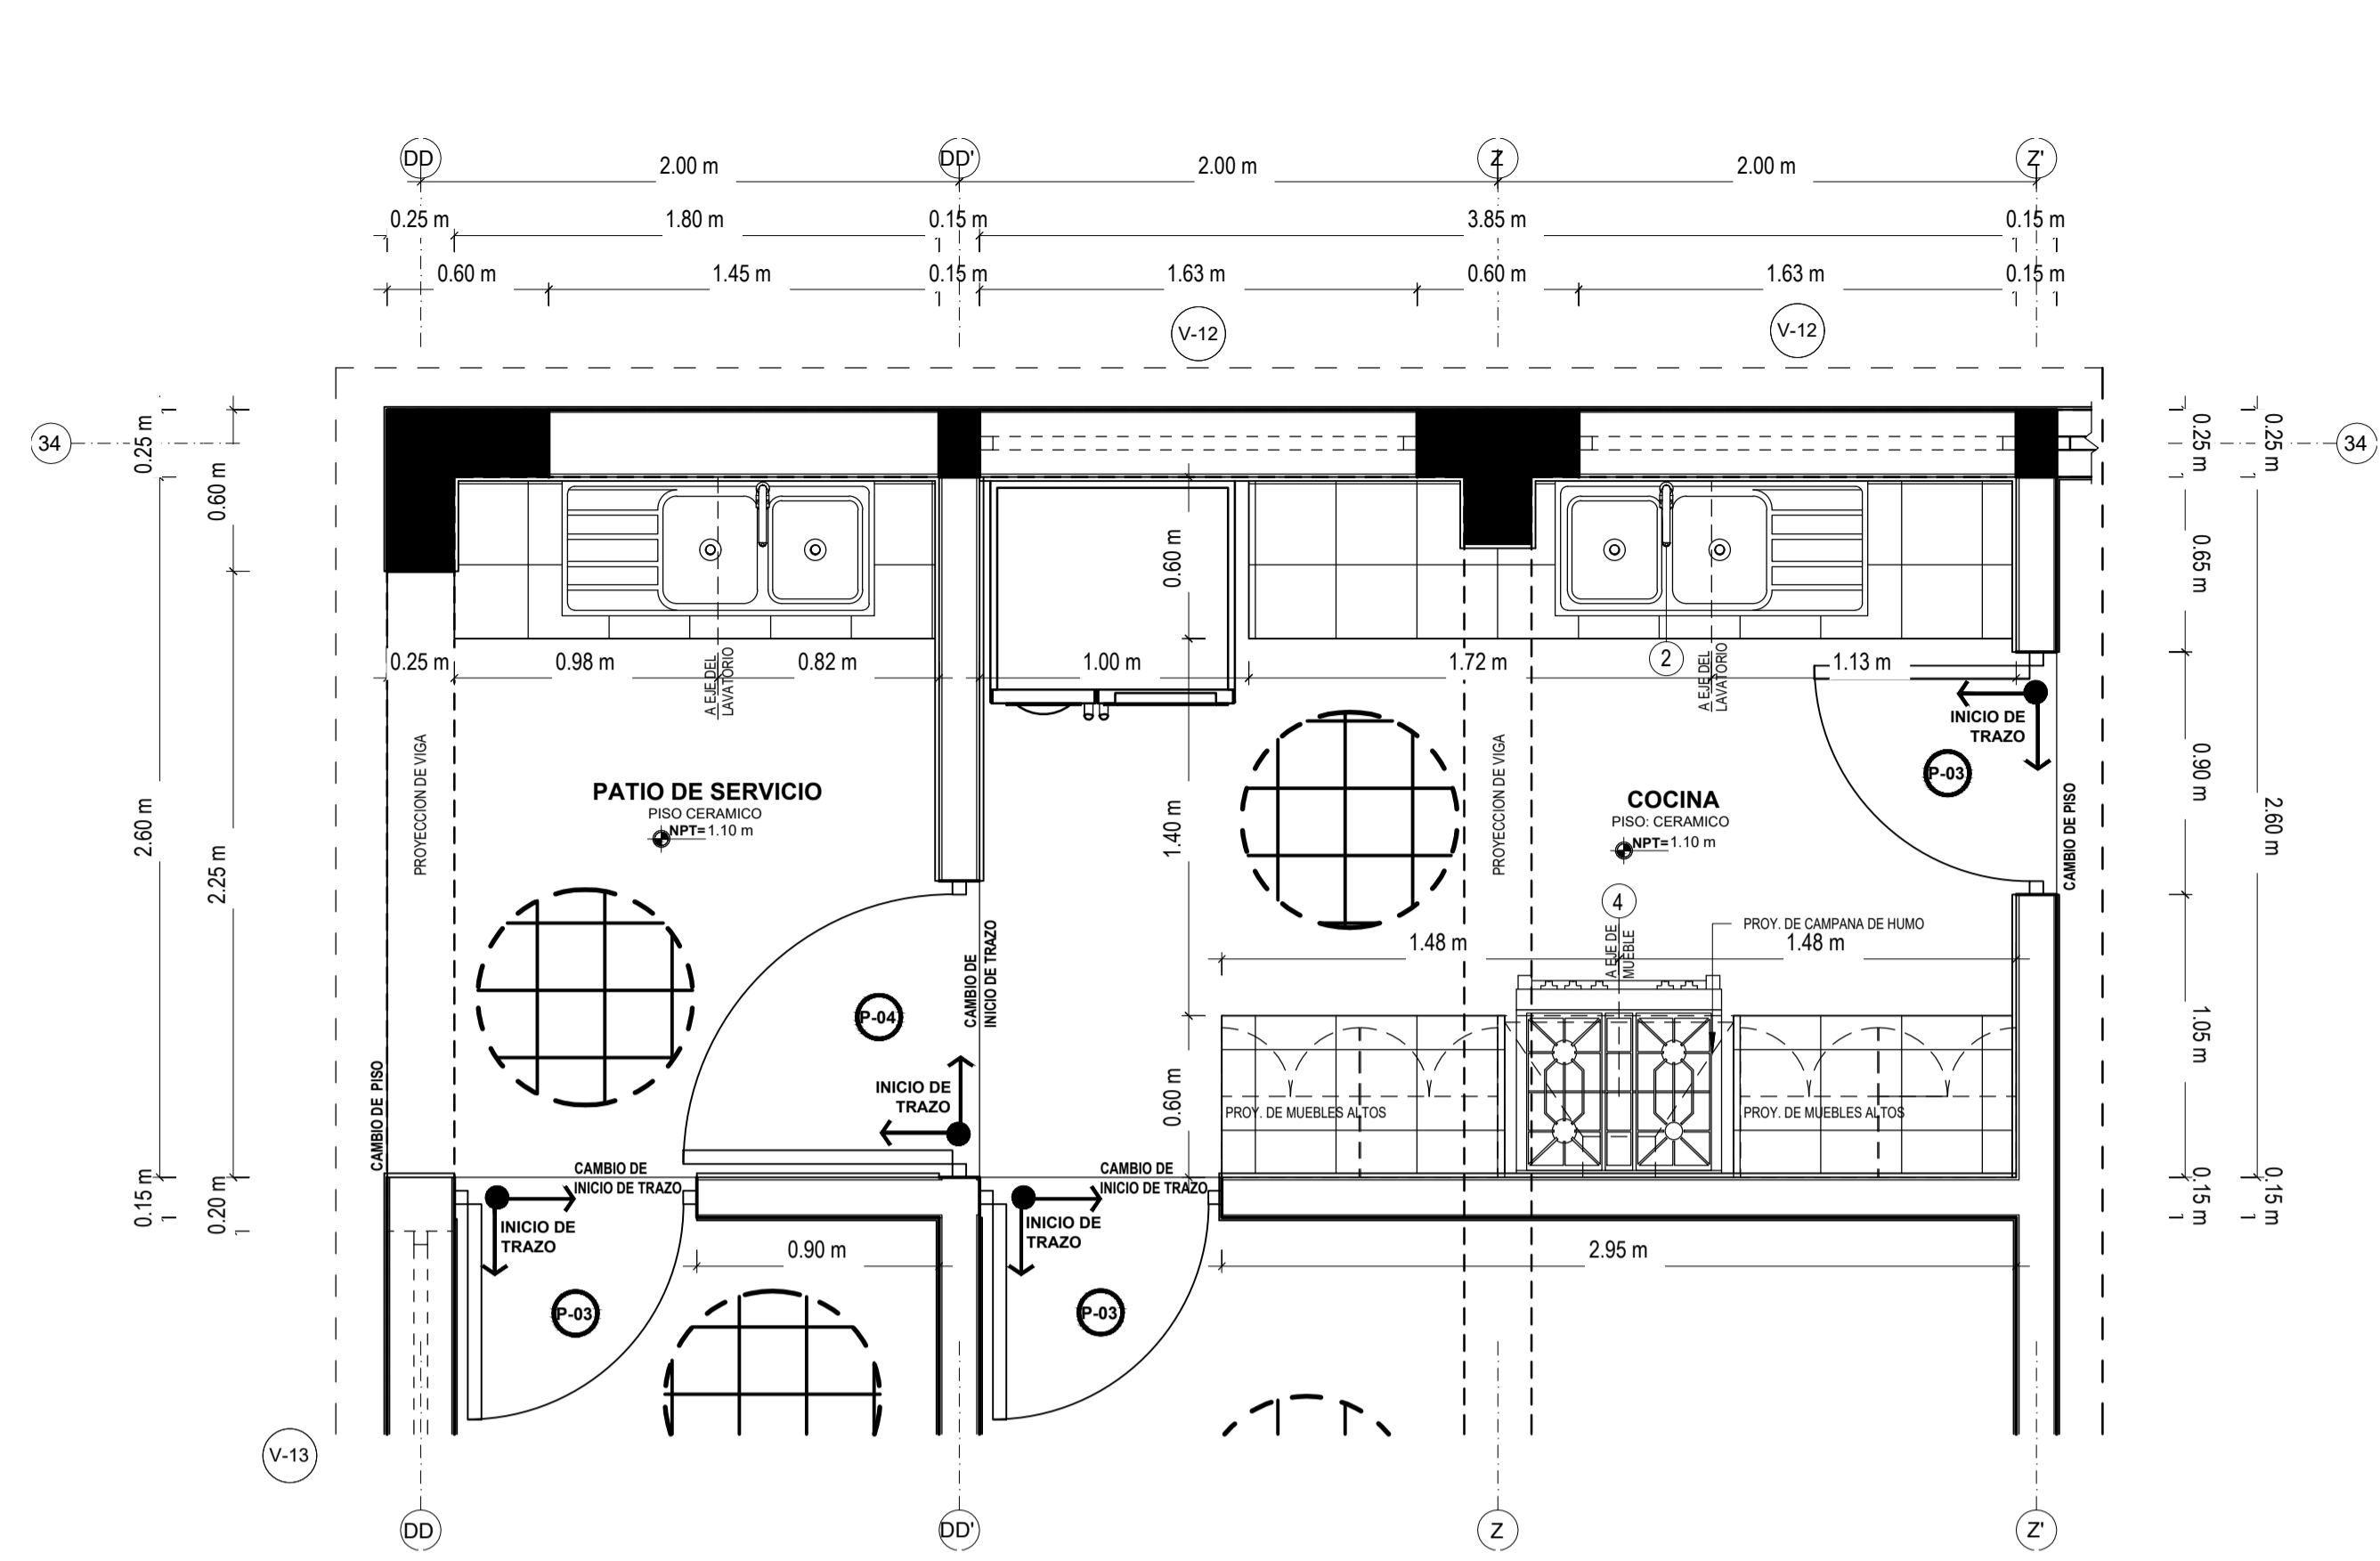 DD DD' Z Z'
2.00 m 2.00 m 2.00 m
0.25 m 1.80 m 0.15 m 3.85 m 0.15 m
0.60 m 1.45 m 0.15 m 1.63 m 0.60 m 1.63 m 0.15 m
V-12 V-12
34 34
0.25 m
0.60 m
2.60 m
2.25 m
0.15 m
0.20 m
0.25 m 0.98 m 0.82 m 1.00 m 1.72 m 1.13 m
A EJE DEL
LAVATORIO
PROYECCION DE VIGA
PATIO DE SERVICIO
PISO CERAMICO
NPT= 1.10 m
CAMBIO DE PISO
P-04
INICIO DE
TRAZO
CAMBIO DE
INICIO DE TRAZO
CAMBIO DE
INICIO DE TRAZO
INICIO DE
TRAZO
P-03
0.90 m
0.60 m
1.40 m
0.60 m
2
A EJE DEL
LAVATORIO
PROYECCION DE VIGA
COCINA
PISO: CERAMICO
NPT= 1.10 m
INICIO DE
TRAZO
P-03
CAMBIO DE PISO
4
A EJE DE
MUEBLE
PROY. DE CAMPANA DE HUMO
1.48 m 1.48 m
PROY. DE MUEBLES ALTOS PROY. DE MUEBLES ALTOS
CAMBIO DE
INICIO DE TRAZO
INICIO DE
TRAZO
P-03
2.95 m
0.25 m
0.65 m
0.90 m
1.05 m
0.15 m
0.25 m
2.60 m
0.15 m
V-13
DD DD' Z Z'